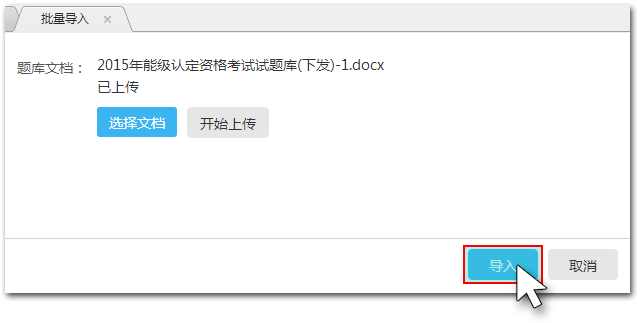 批量导入
题库文档：
2015年能级认定资格考试试题库(下发)-1.docx
已上传
选择文档
开始上传
导入
取消